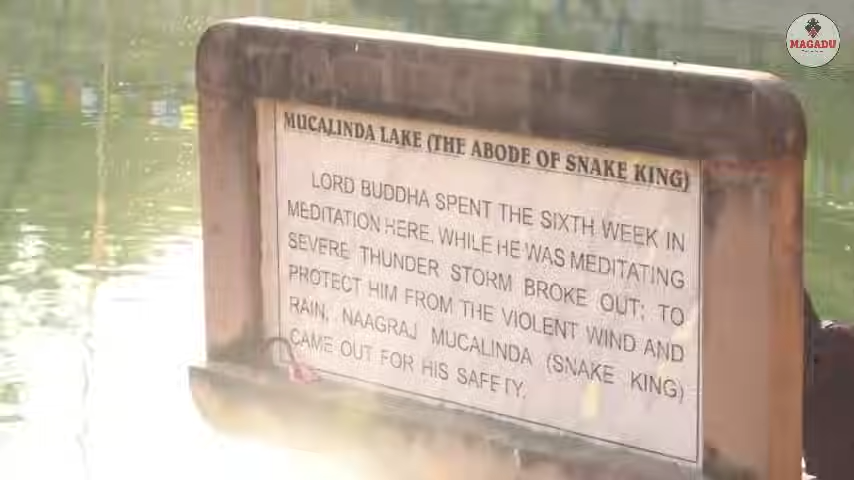 MAGADU
MUCALINDA LAKE (THE ABODE OF SNAKE KING)
LORD BUDDHA SPENT THE SIXTH WEEK IN
MEDITATION HERE. WHILE HE WAS MEDITATING
SEVERE THUNDER STORM BROKE OUT; TO
PROTECT HIM FROM THE VIOLENT WIND AND
RAIN, NAAGRAJ MUCALINDA (SNAKE KING)
CAME OUT FOR HIS SAFETY.